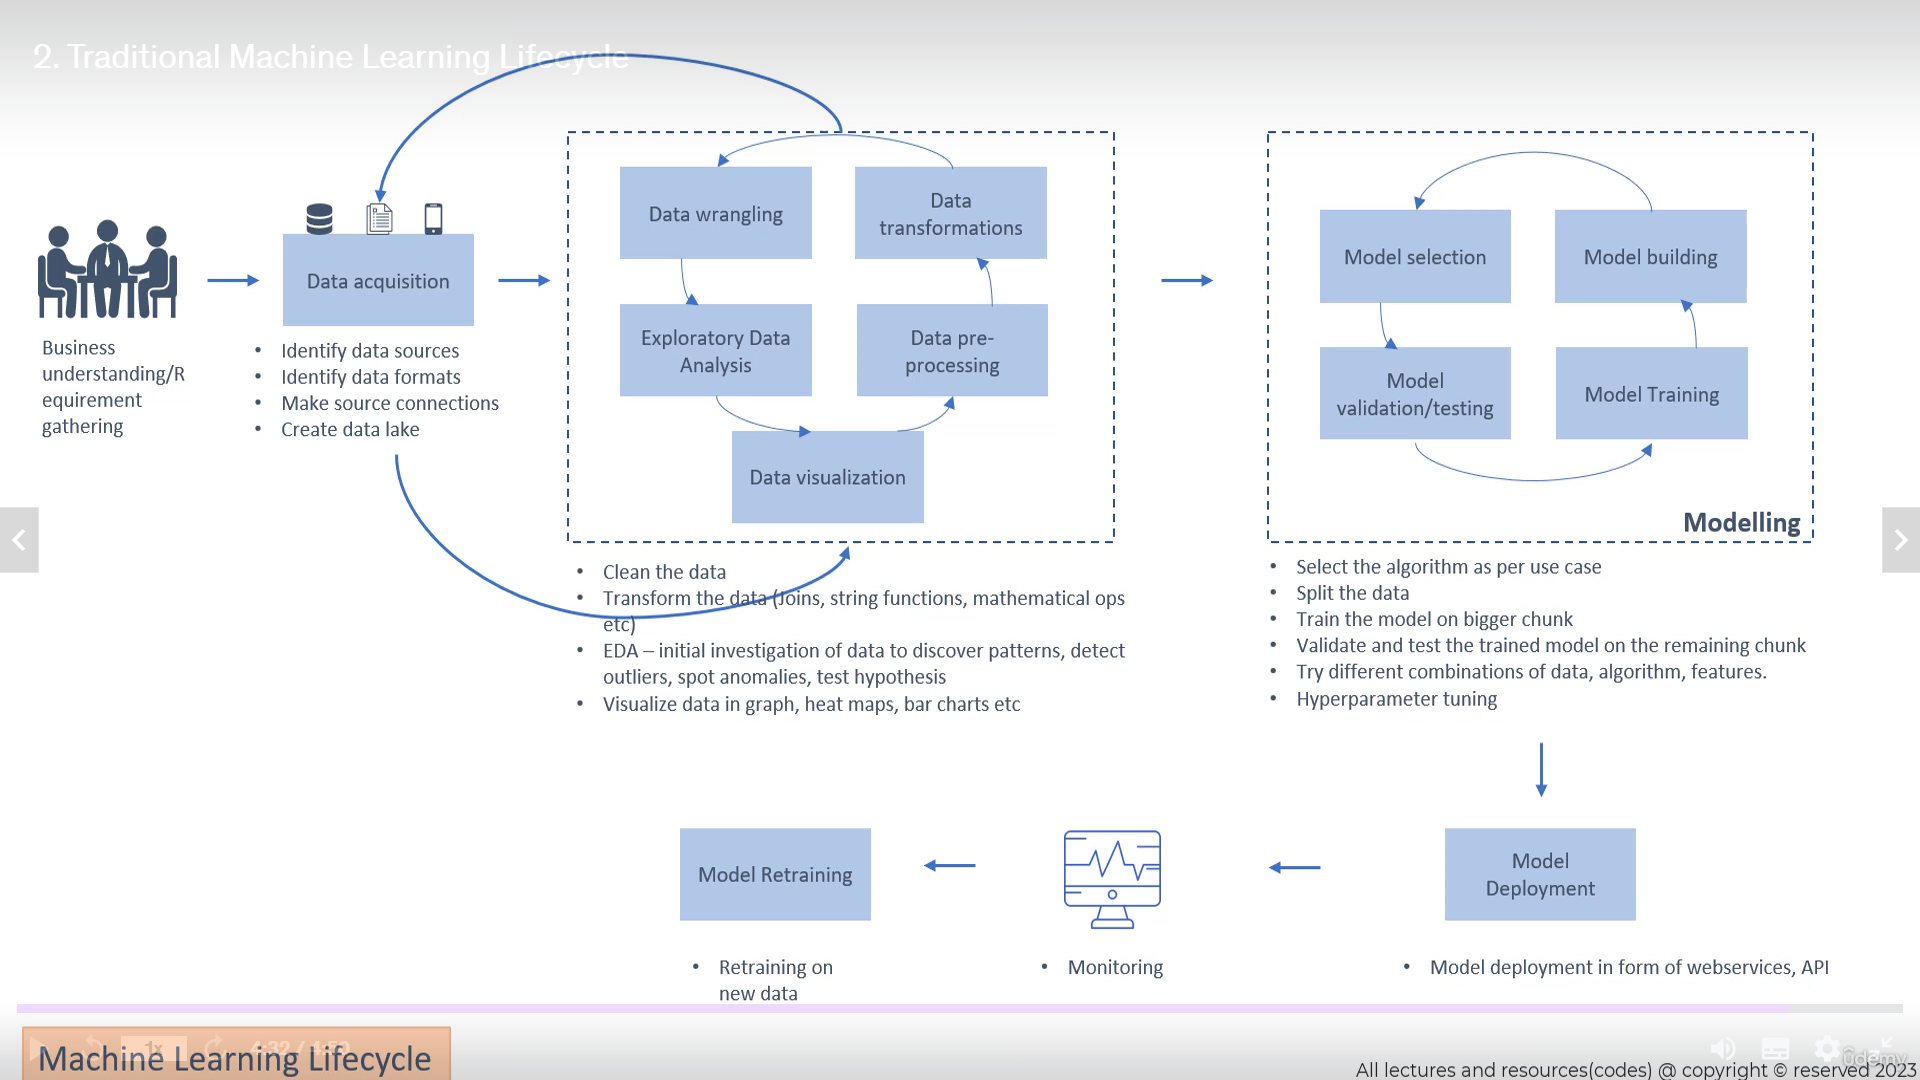 2. Traditional Machine Learning Lifecycle
Business
understanding/R
equirement
gathering
Data acquisition
• Identify data sources
• Identify data formats
• Make source connections
• Create data lake
Data wrangling
Data
transformations
Exploratory Data
Analysis
Data pre-
processing
Data visualization
• Clean the data
• Transform the data (Joins, string functions, mathematical ops
etc)
• EDA – initial investigation of data to discover patterns, detect
outliers, spot anomalies, test hypothesis
• Visualize data in graph, heat maps, bar charts etc
Model selection
Model building
Model
validation/testing
Model Training
Modelling
• Select the algorithm as per use case
• Split the data
• Train the model on bigger chunk
• Validate and test the trained model on the remaining chunk
• Try different combinations of data, algorithm, features.
• Hyperparameter tuning
Model Retraining
Model
Deployment
• Retraining on
new data
• Monitoring
• Model deployment in form of webservices, API
1x
4:32 / 4:50
Machine Learning Lifecycle
ûdemy
All lectures and resources(codes) @ copyright © reserved 2023